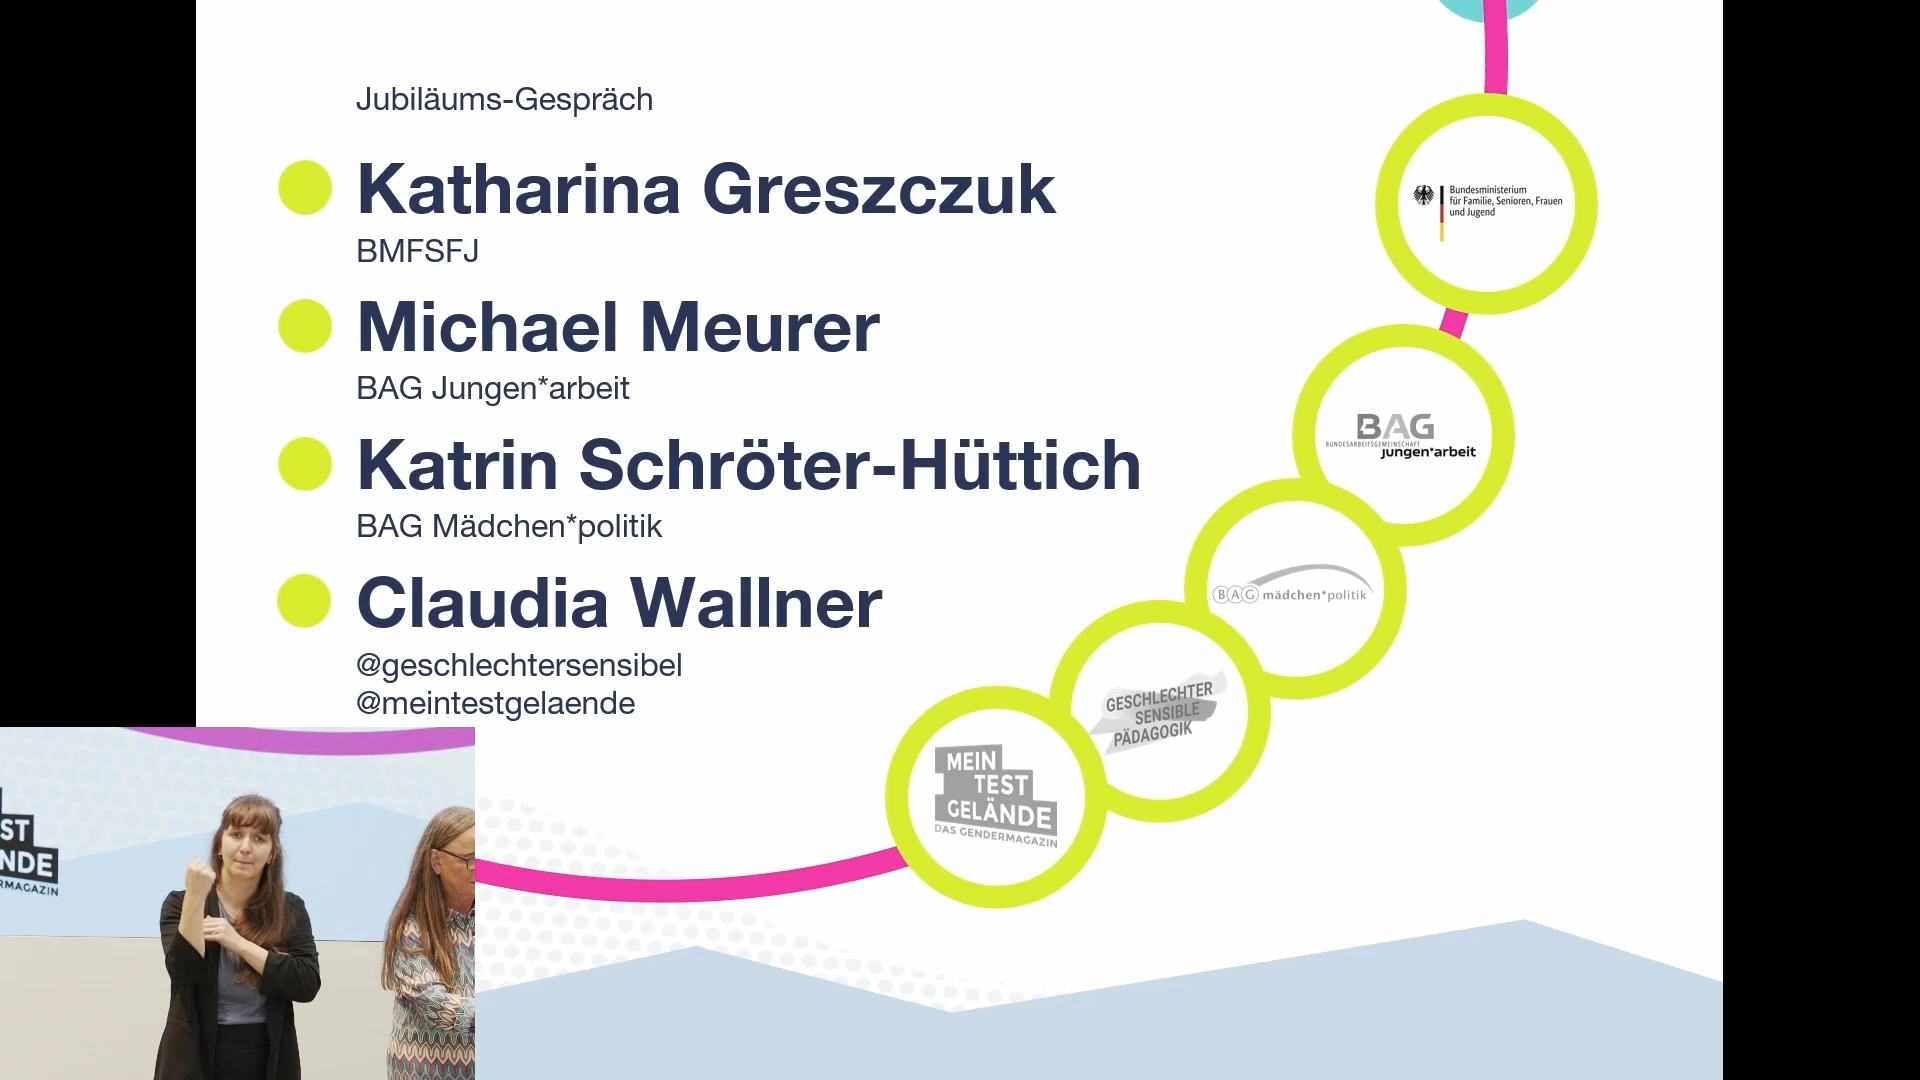 Jubiläums-Gespräch
Katharina Greszczuk
BMFSFJ
Michael Meurer
BAG Jungen*arbeit
Katrin Schröter-Hüttich
BAG Mädchen*politik
Claudia Wallner
@geschlechtersensibel
@meintestgelaende
Bundesministerium
für Familie, Senioren, Frauen
und Jugend
BAG
BUNDESARBEITSGEMEINSCHAFT
jungen*arbeit
BAG mädchen*politik
GESCHLECHTER
SENSIBLE
PÄDAGOGIK
MEIN
TEST
GELÄNDE
DAS GENDERMAGAZIN
ST
NDE
RMAGAZIN